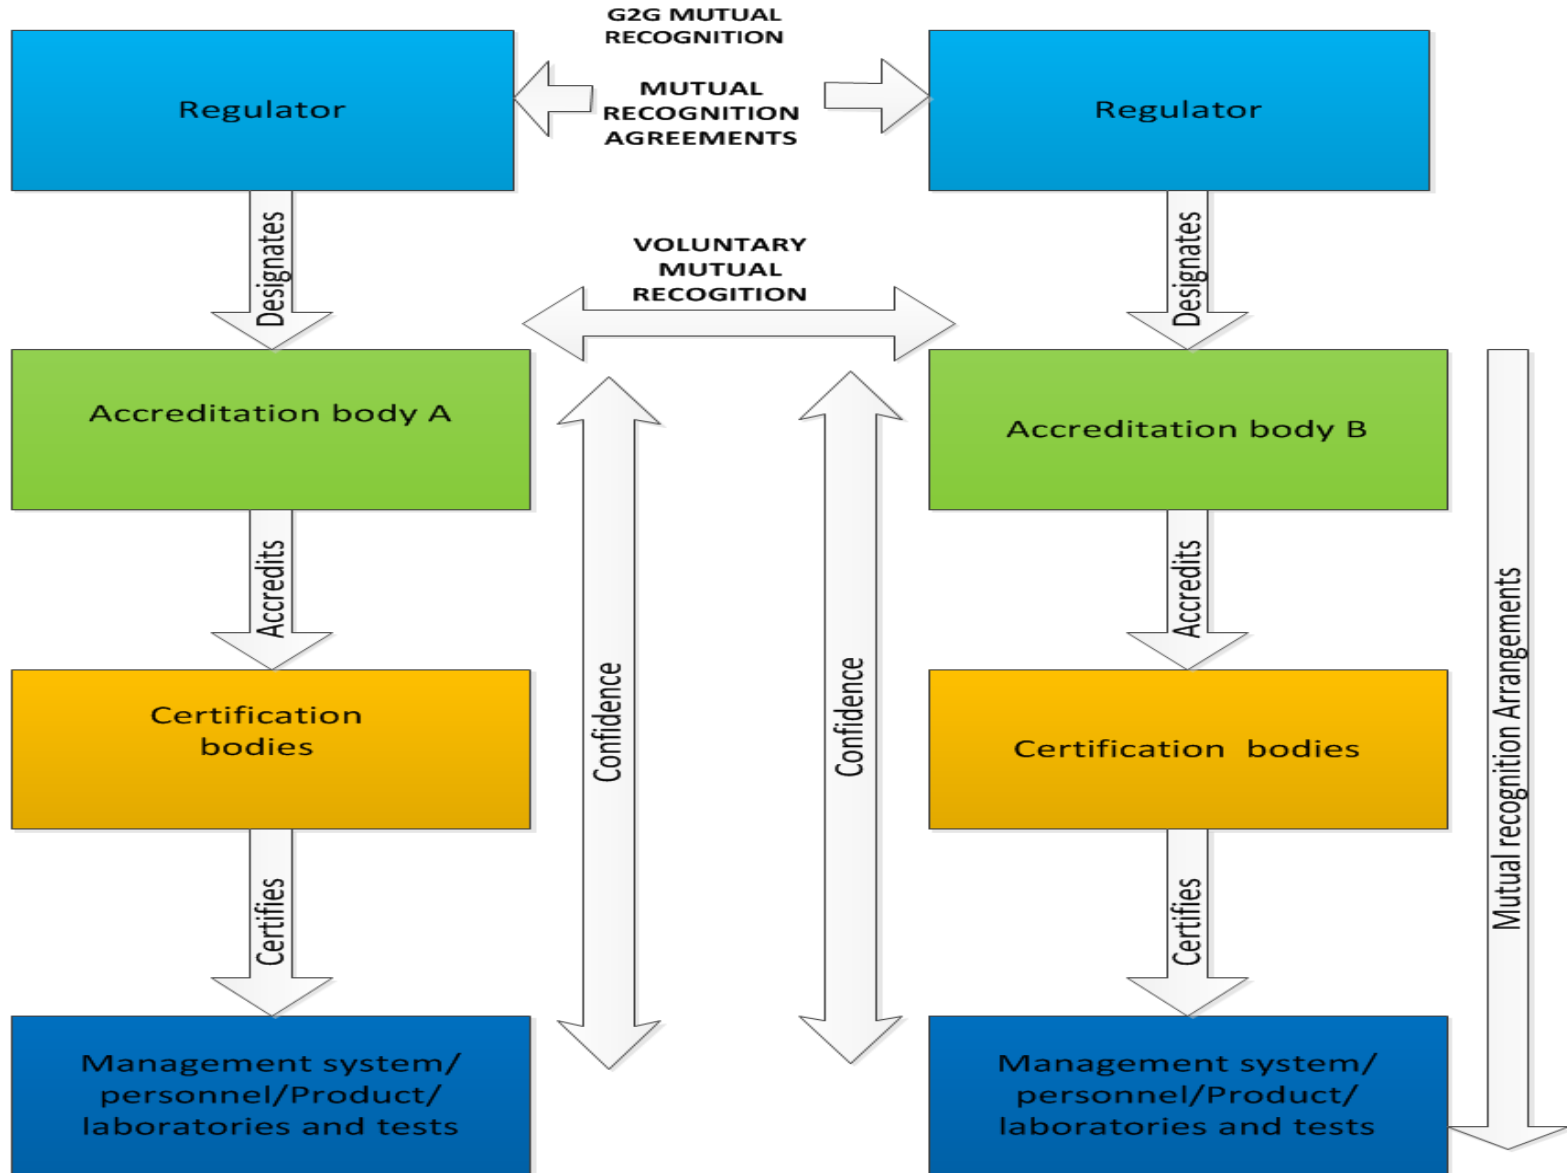 G2G MUTUAL
RECOGNITION
MUTUAL
RECOGNITION
AGREEMENTS
Regulator
Regulator
Designates
Designates
VOLUNTARY
MUTUAL
RECOGITION
Accreditation body A
Accreditation body B
Accredits
Accredits
Mutual recognition Arrangements
Confidence
Confidence
Certification
bodies
Certification  bodies
Certifies
Certifies
Management system/
personnel/Product/
laboratories and tests
Management system/
personnel/Product/
laboratories and tests